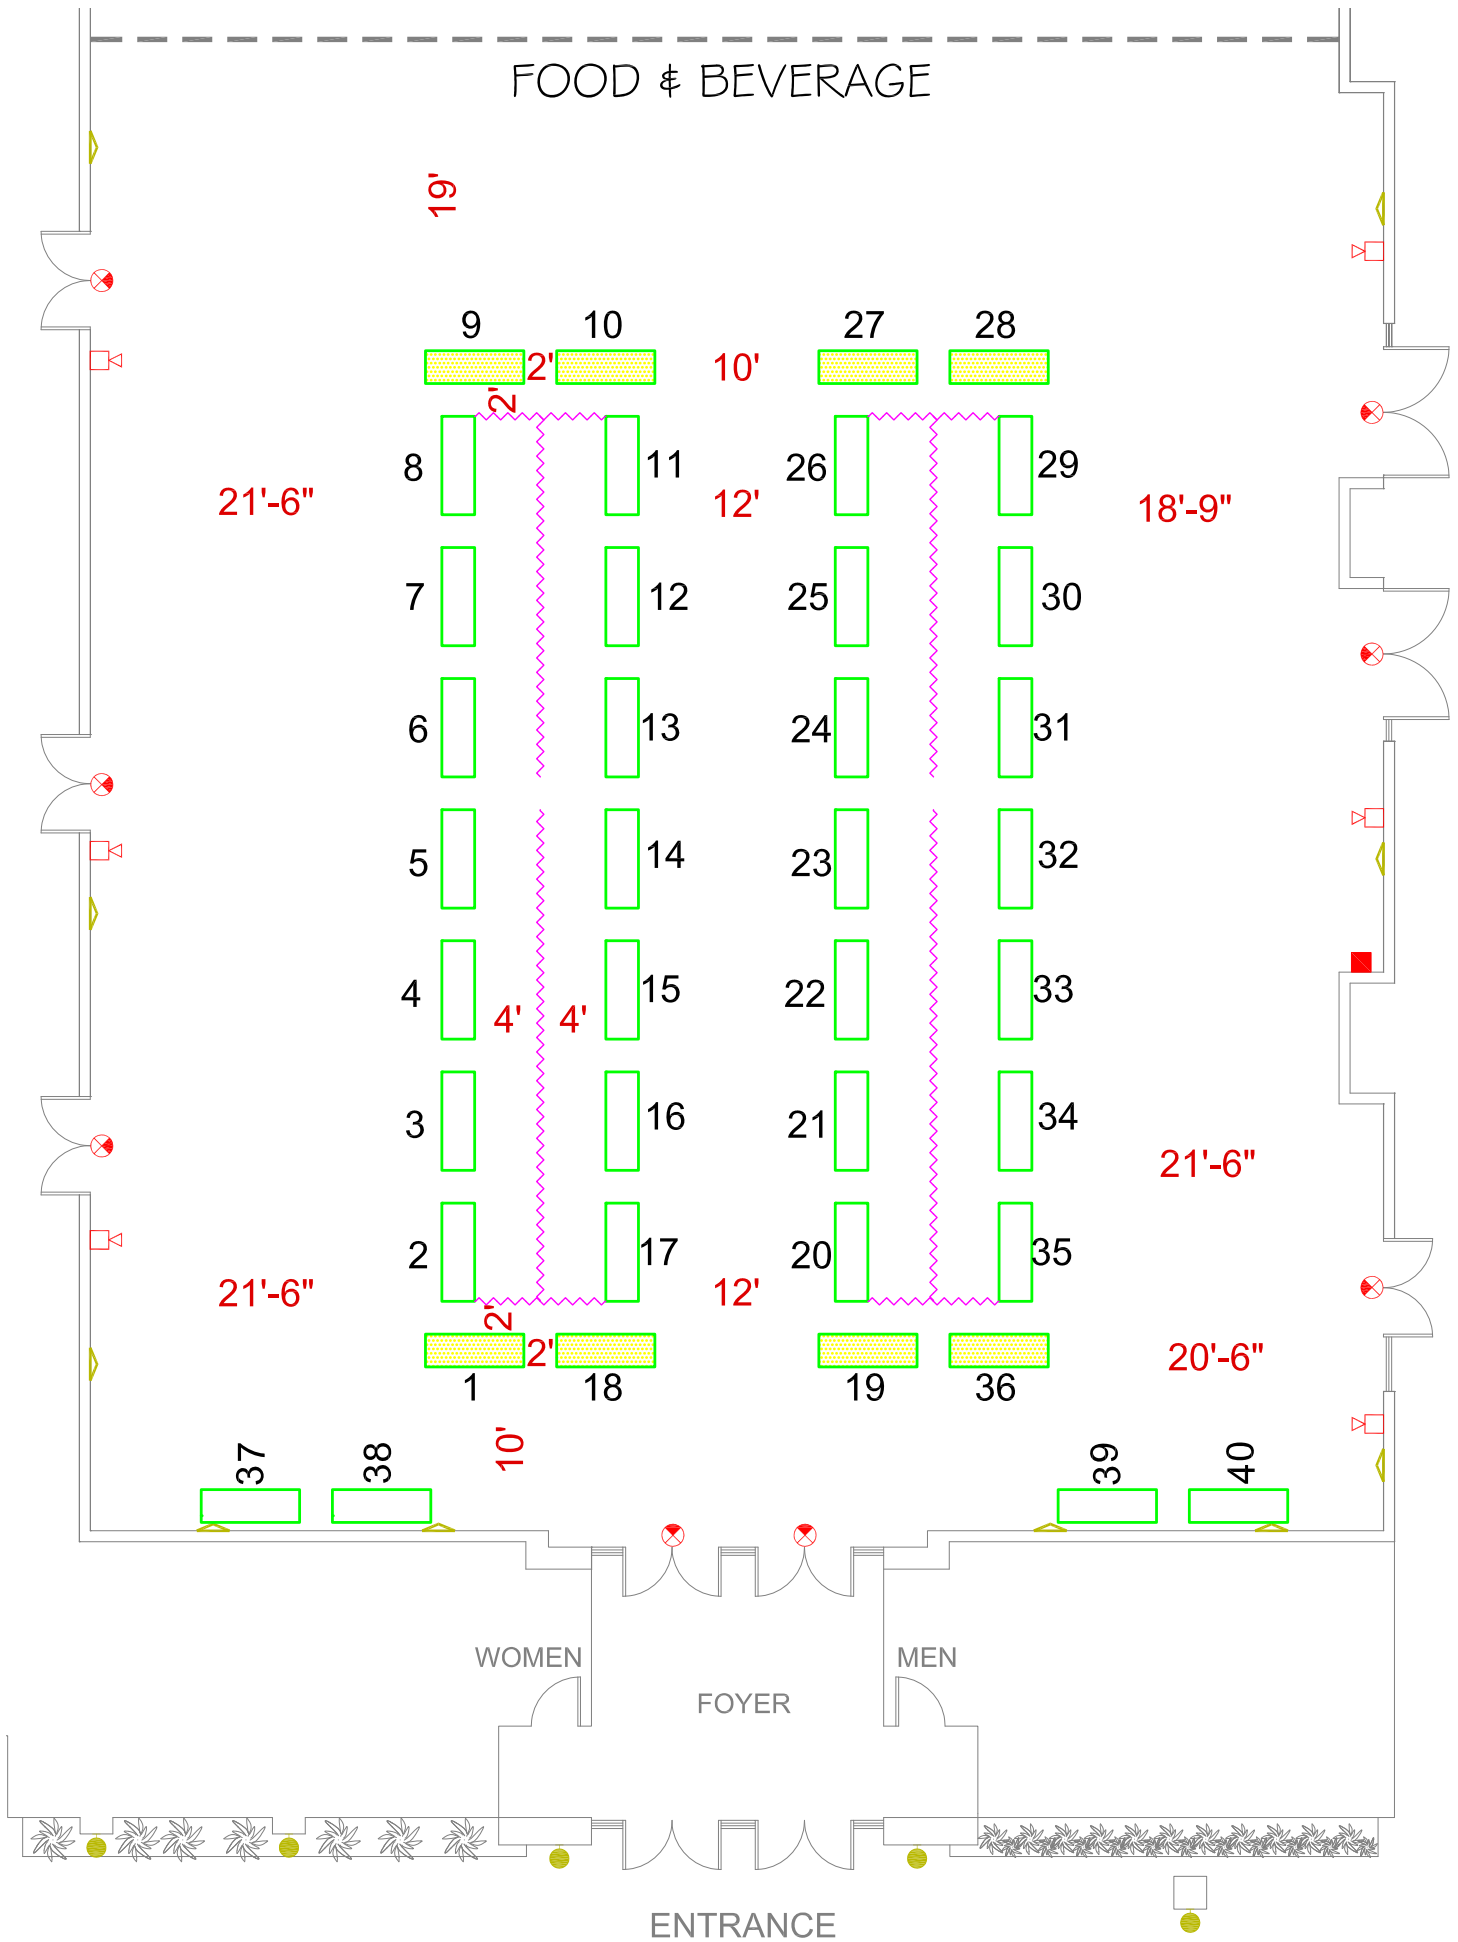 FOOD & BEVERAGE
19'
9 10 27 28
2' 10'
2'
8 11 26 29
21'-6" 12' 18'-9"
7 12 25 30
6 13 24 31
5 14 23 32
4 15 22 33
4' 4'
3 16 21 34
21'-6"
2 17 20 35
21'-6" 12'
2'
2' 20'-6"
1 18 19 36
10'
37 38 39 40
WOMEN MEN
FOYER
ENTRANCE